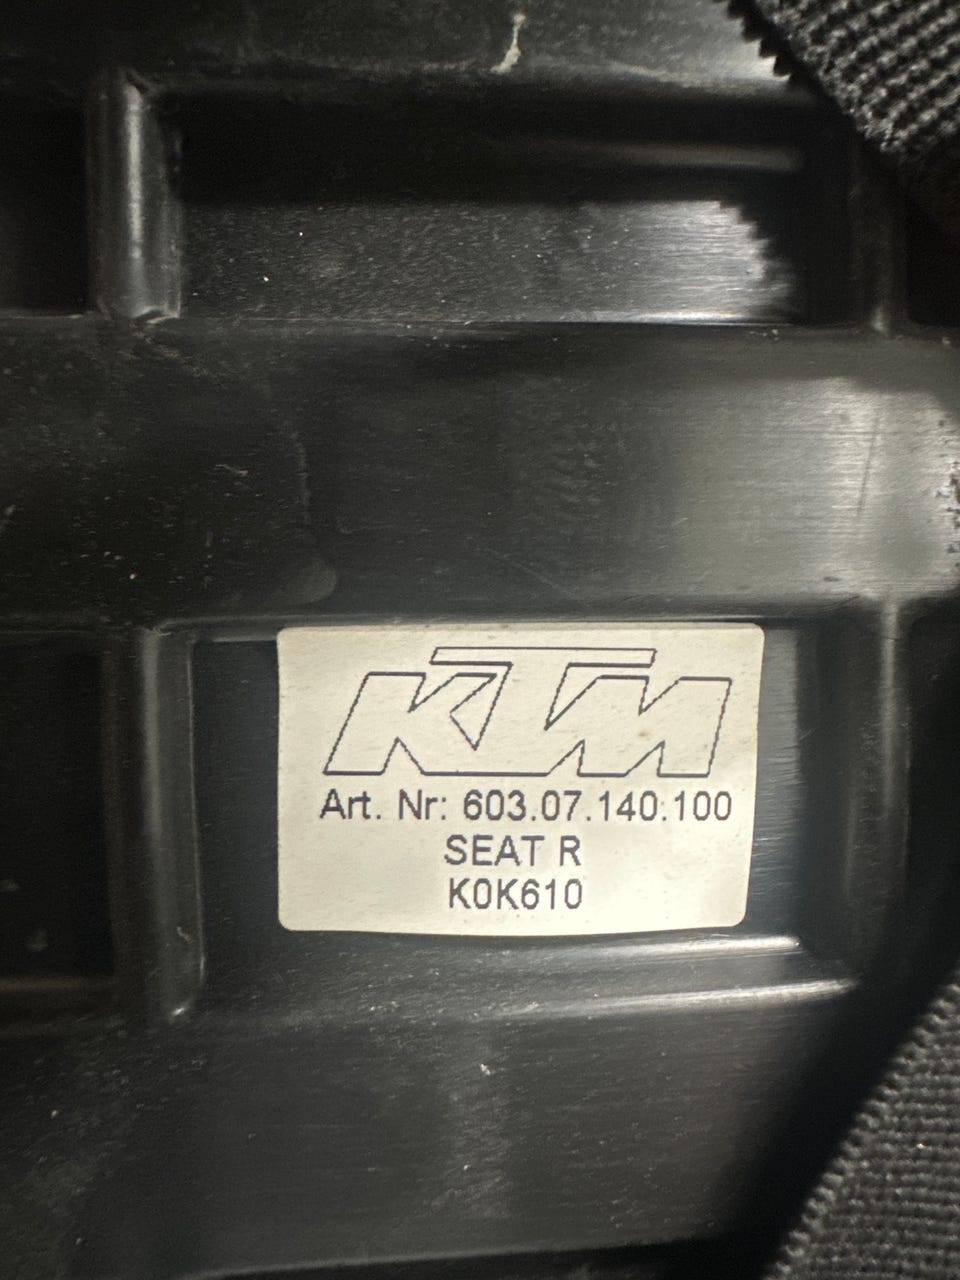 KTM
Art. Nr: 603.07.140.100
SEAT R
K0K610